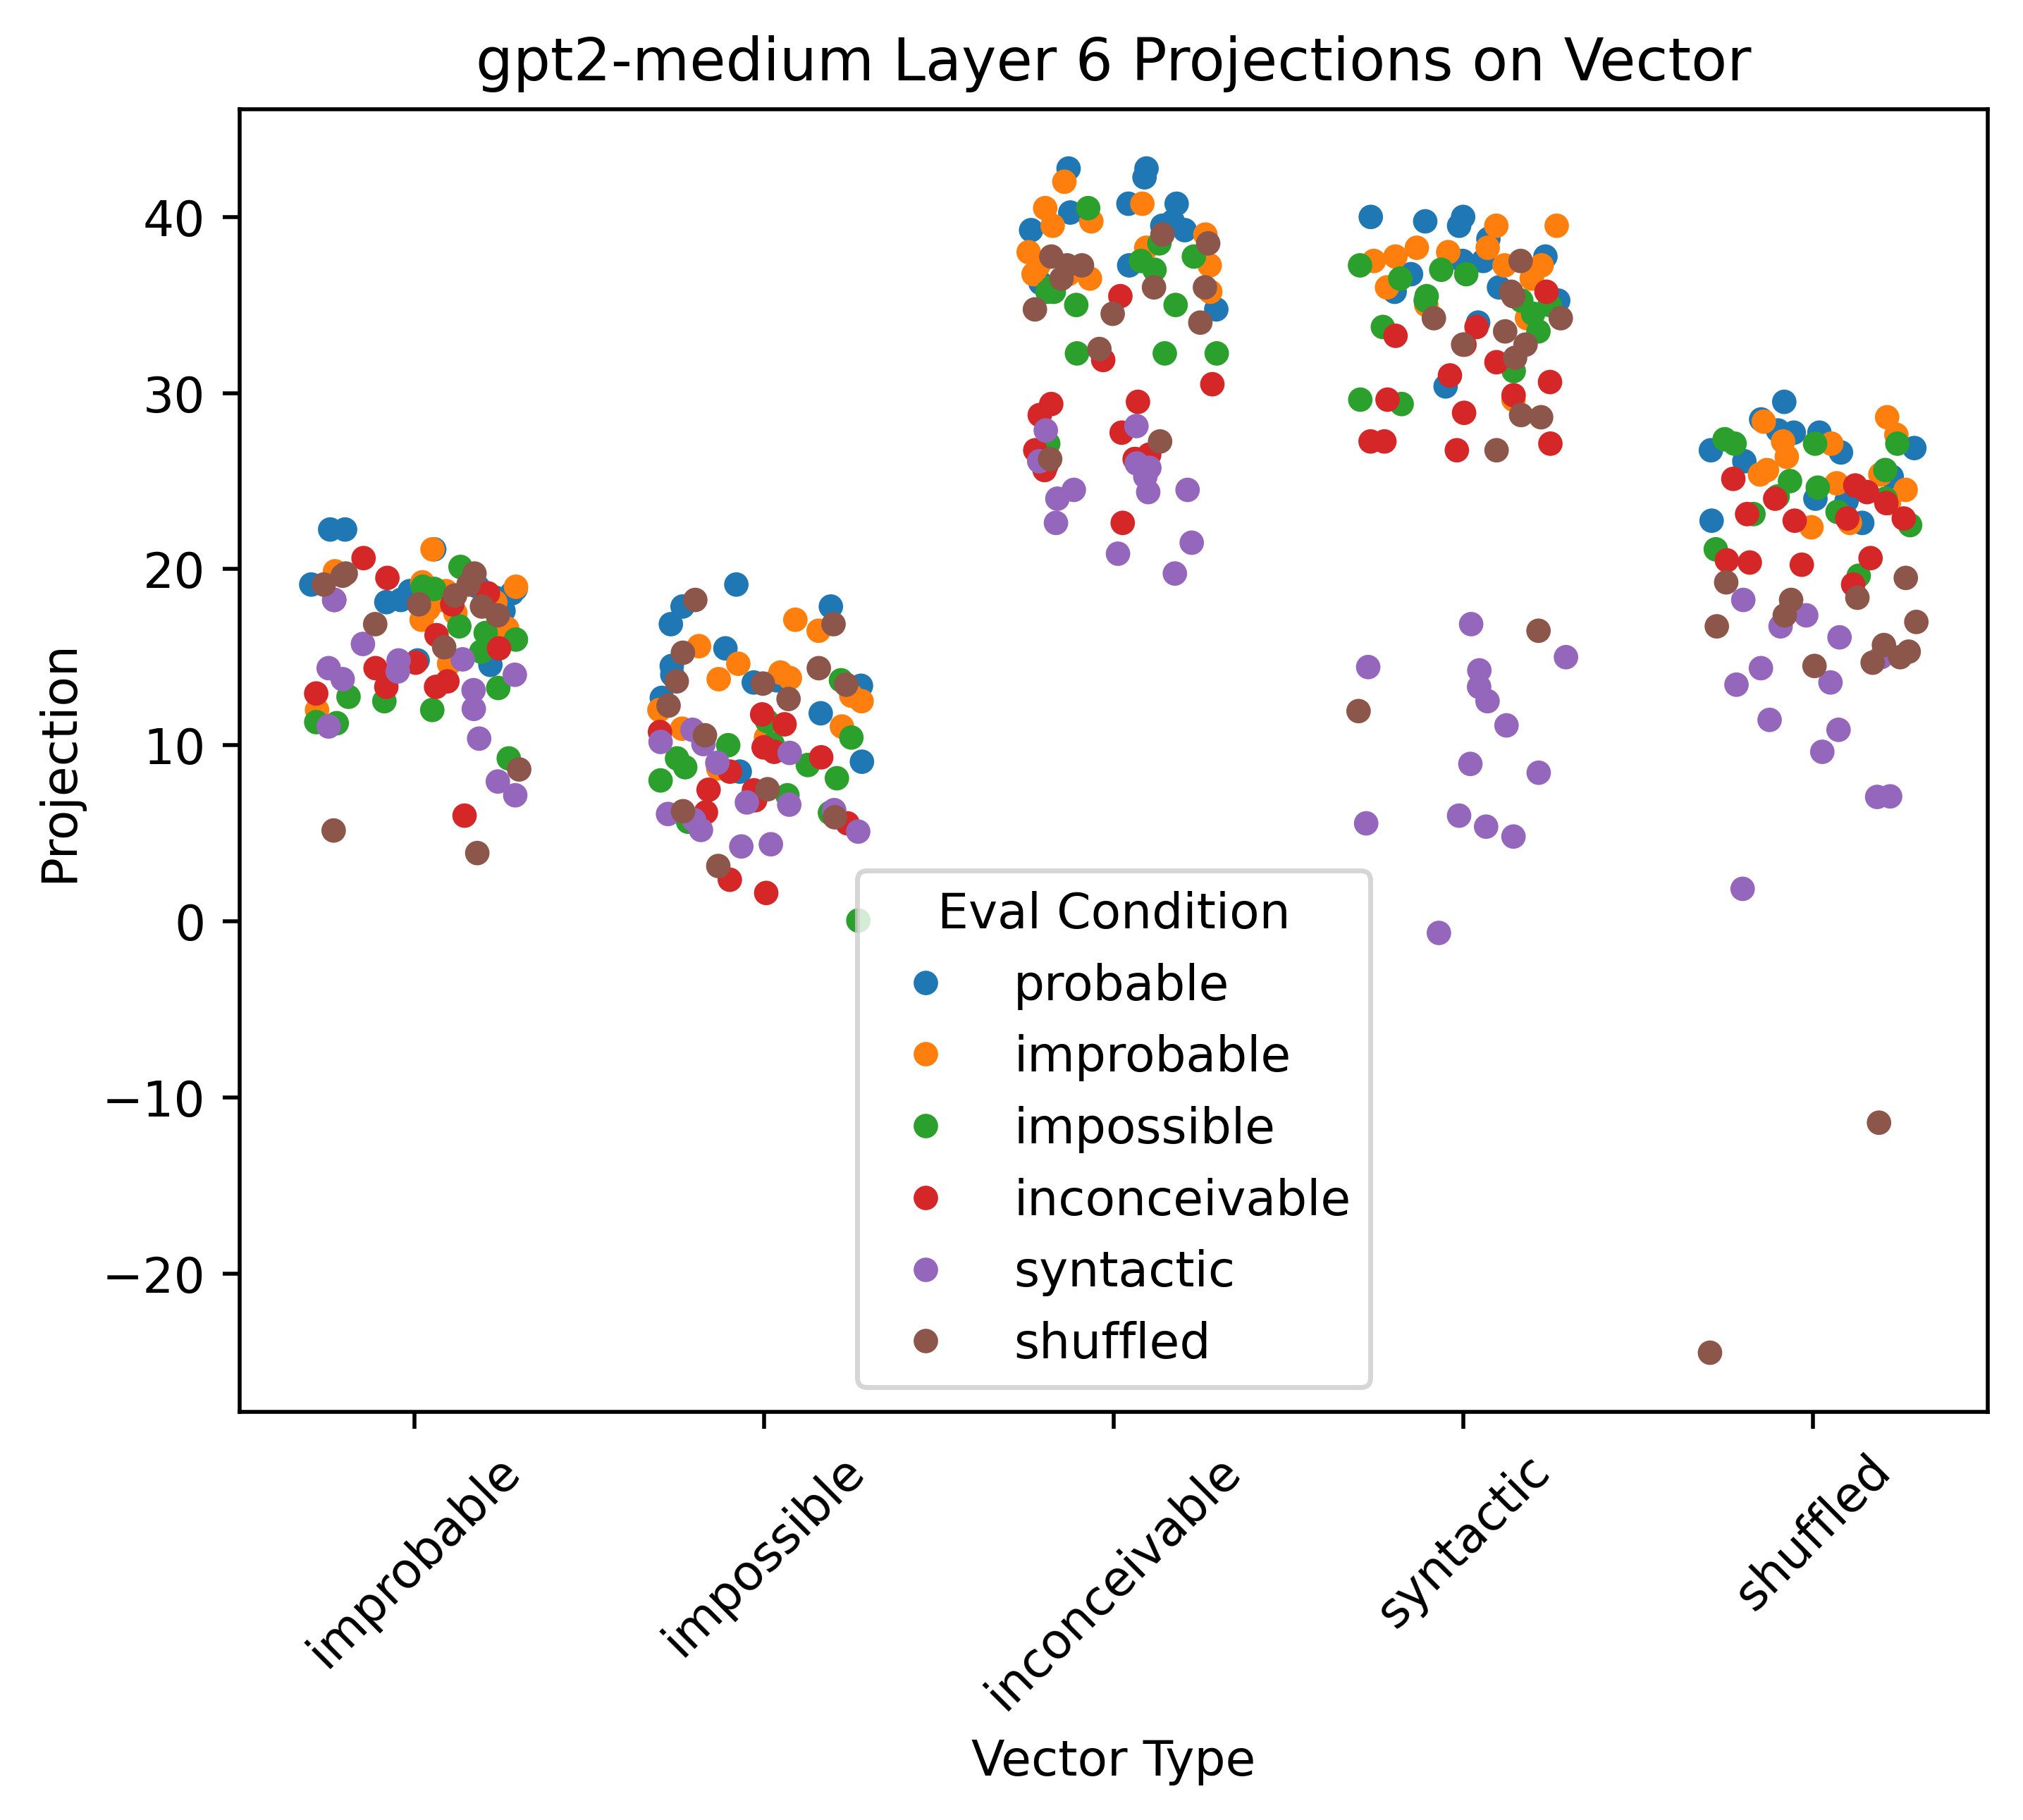 gpt2-medium Layer 6 Projections on Vector
Projection
40
30
20
10
0
−10
−20
Eval Condition
probable
improbable
impossible
inconceivable
syntactic
shuffled
improbable
impossible
inconceivable
syntactic
shuffled
Vector Type